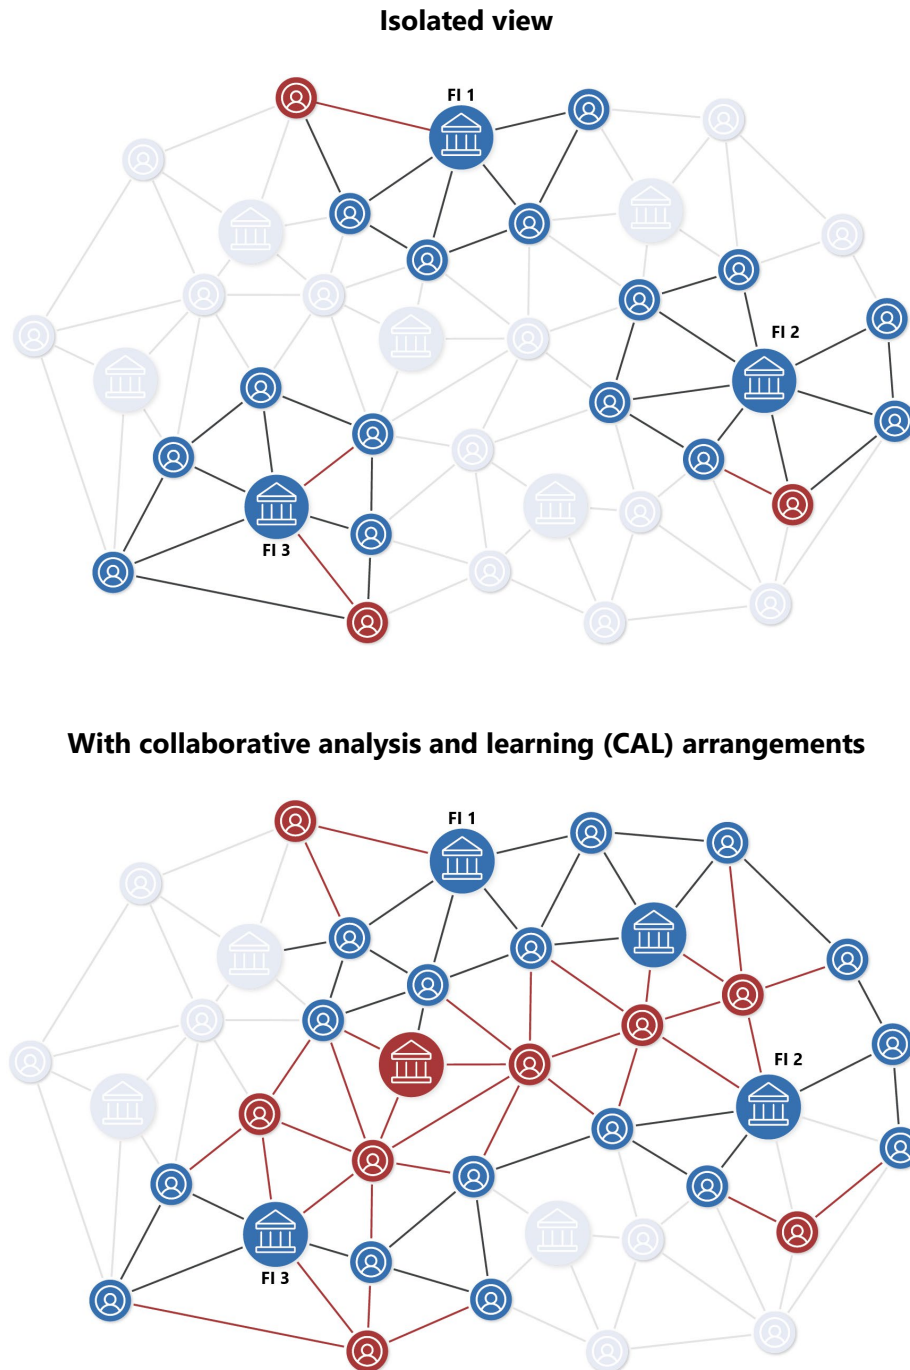 Isolated view
FI 1
FI 2
FI 3
With collaborative analysis and learning (CAL) arrangements
FI 1
FI 2
FI 3